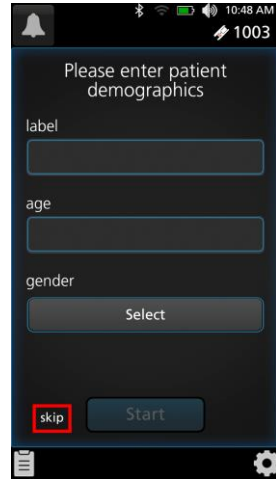 10:48 AM
1003
Please enter patient
demographics
label
age
gender
Select
skip
Start